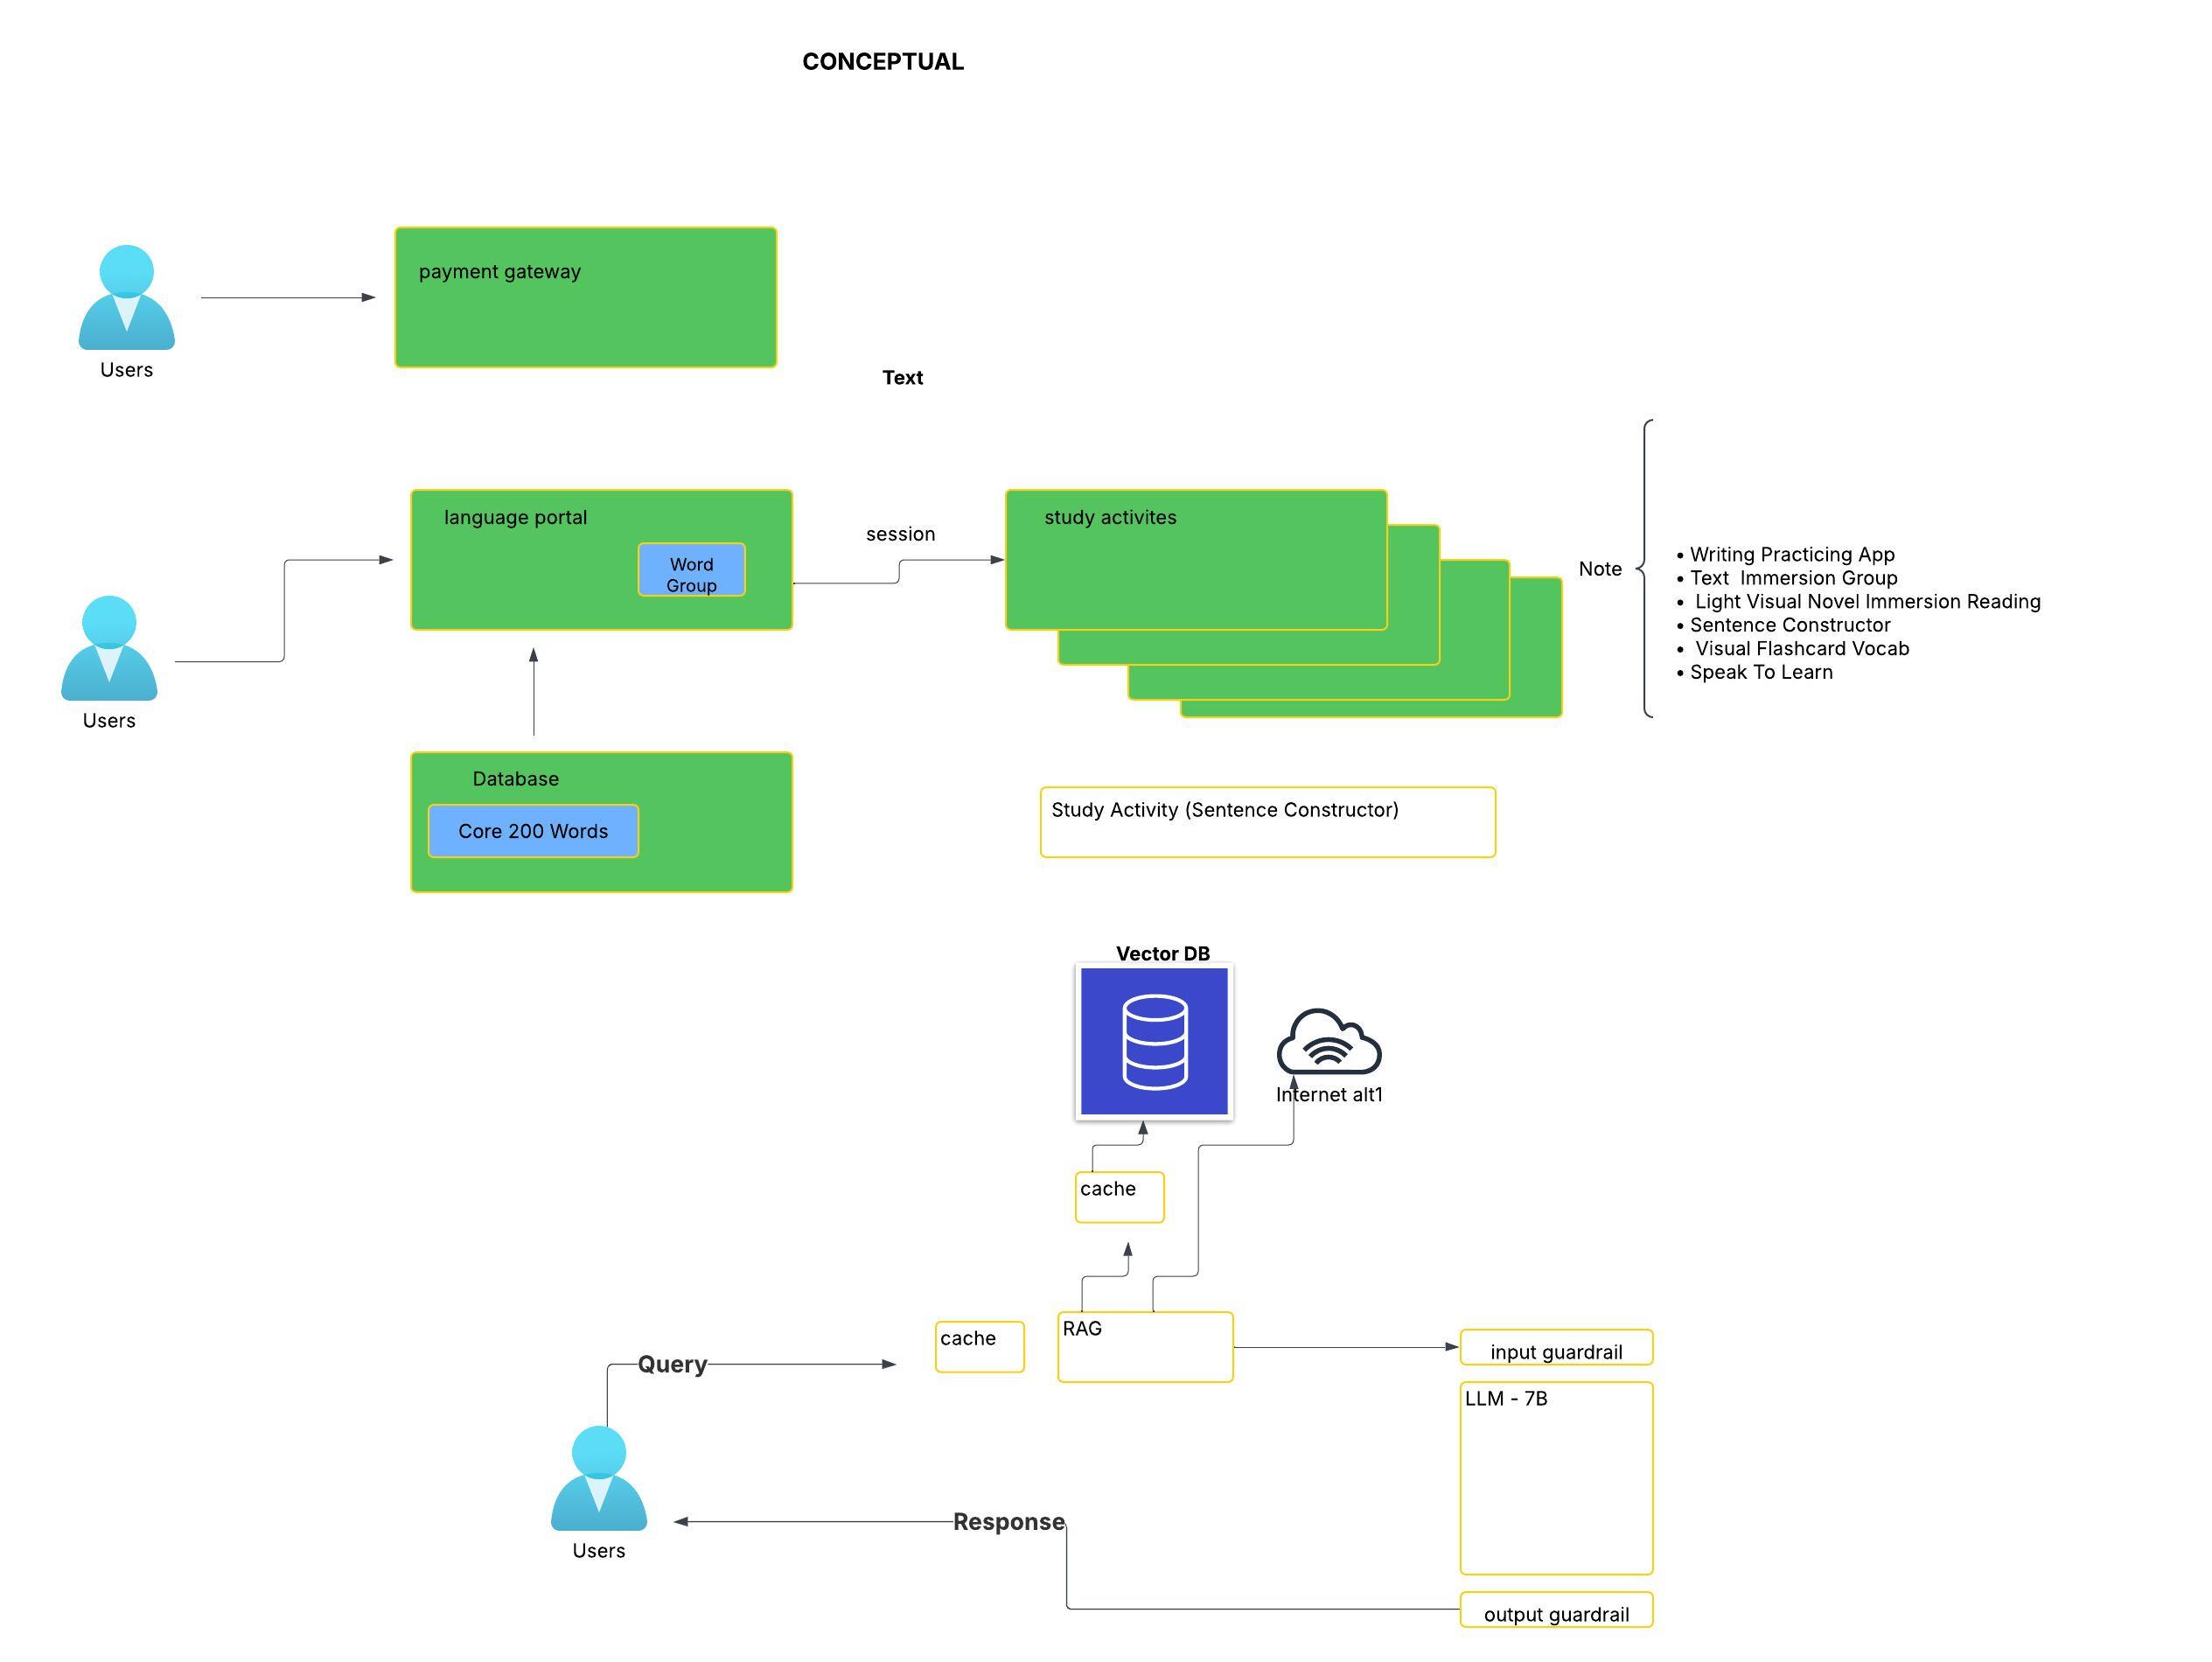 CONCEPTUAL
payment gateway
Users
Text
language portal
Word
Group
session
study activites
Note
• Writing Practicing App
• Text  Immersion Group
•  Light Visual Novel Immersion Reading
• Sentence Constructor
•  Visual Flashcard Vocab
• Speak To Learn
Users
Database
Core 200 Words
Study Activity (Sentence Constructor)
Vector DB
Internet alt1
cache
cache
RAG
input guardrail
Query
LLM - 7B
Response
Users
output guardrail